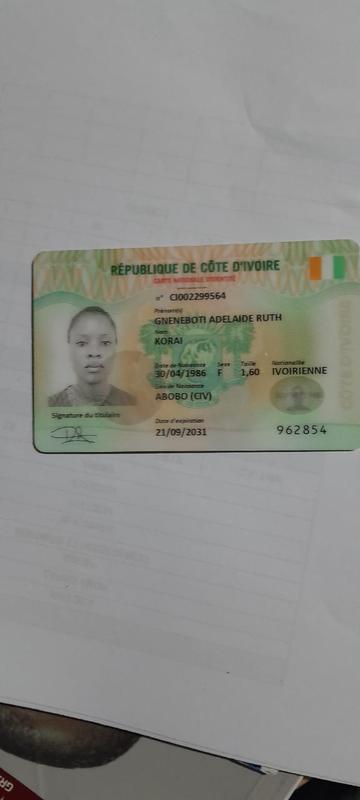 RÉPUBLIQUE DE CÔTE D'IVOIRE
CARTE NATIONALE D'IDENTITÉ
n° CI002299564
Prénom(s)
GNENEBOTI ADELAIDE RUTH
Nom
KORAI
Date de Naissance Sexe Taille Nationalité
30/04/1986 F 1,60 IVOIRIENNE
Lieu de Naissance
ABOBO (CIV)
Signature du titulaire
Date d'expiration
21/09/2031
962854